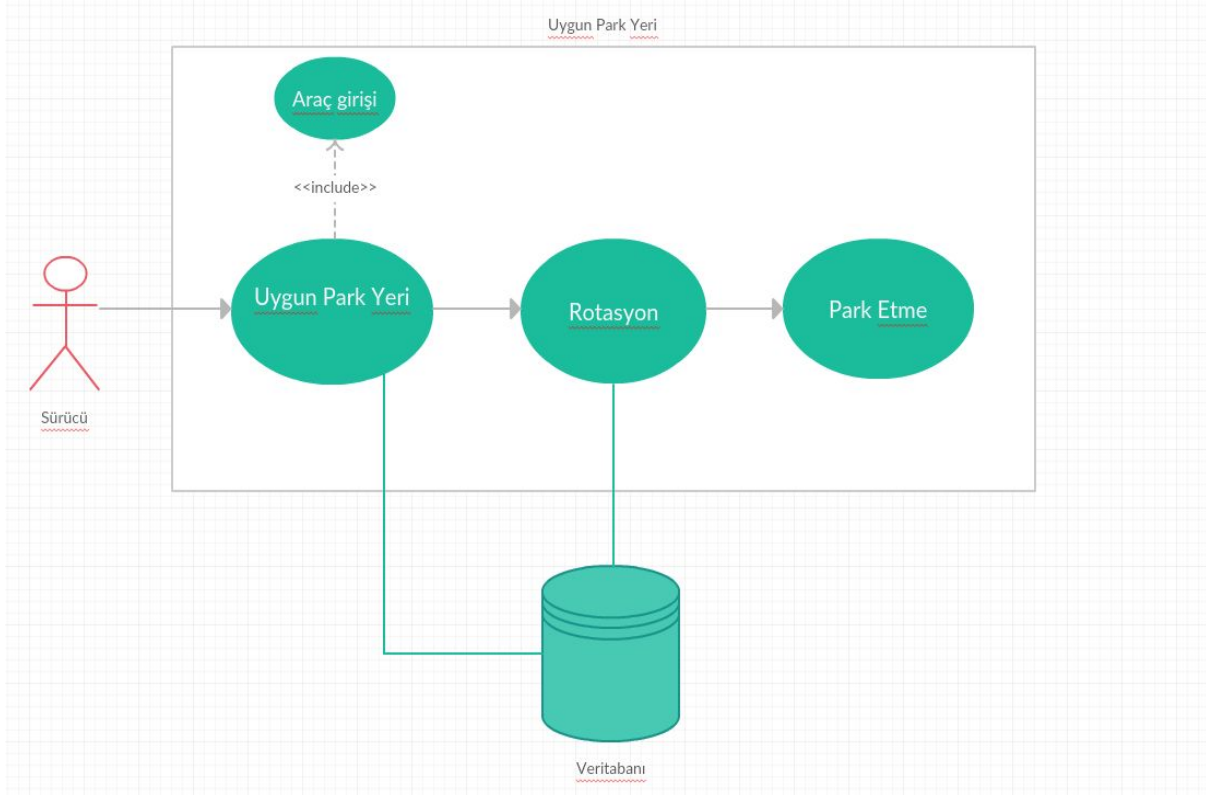 Uygun Park Yeri
Araç girişi
<<include>>
Uygun Park Yeri
Rotasyon
Park Etme
Sürücü
Veritabanı